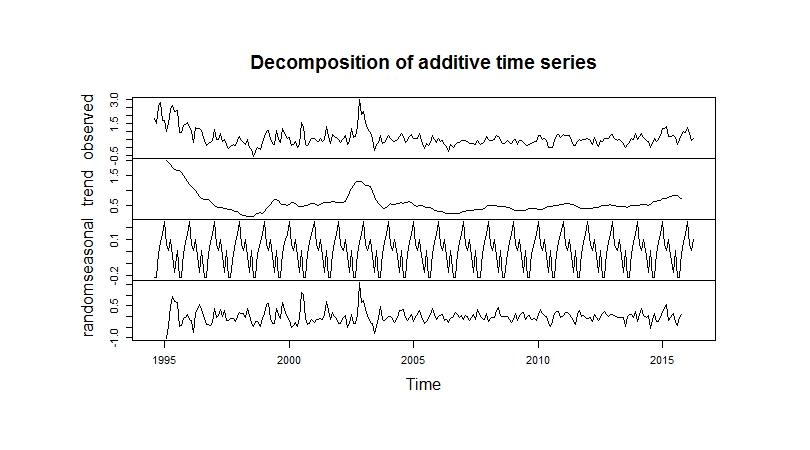 Decomposition of additive time series
observed
-0.5 1.5 3.0
trend
0.5 1.5
seasonal
-0.2 0.1
random
-1.0 0.5
1995 2000 2005 2010 2015
Time